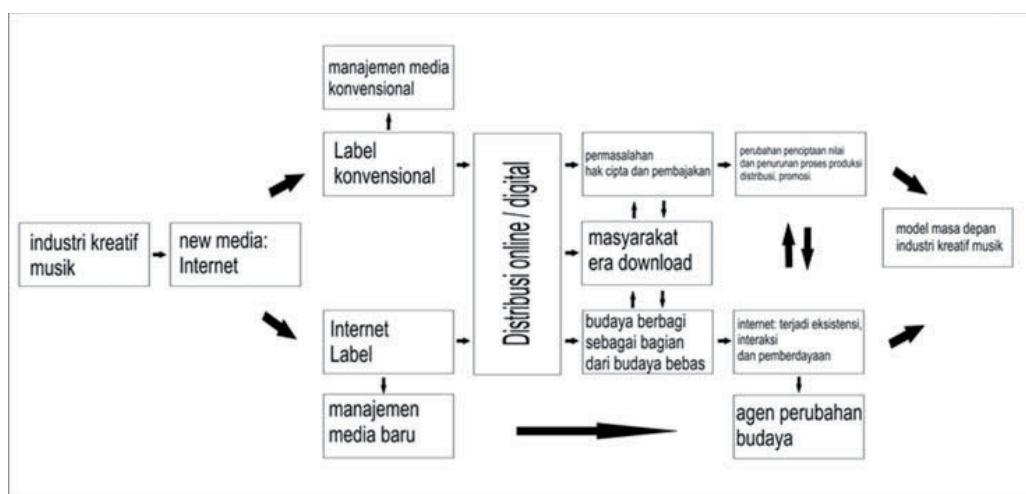 industri kreatif
musik
new media:
Internet
manajemen media
konvensional
Label
konvensional
Internet
Label
manajemen
media baru
Distribusi online / digital
permasalahan
hak cipta dan pembajakan
masyarakat
era download
budaya berbagi
sebagai bagian
dari budaya bebas
perubahan penciptaan nilai
dan penurunan proses produksi
distribusi, promosi.
internet: terjadi eksistensi,
interaksi
dan pemberdayaan
agen perubahan
budaya
model masa depan
industri kreatif musik